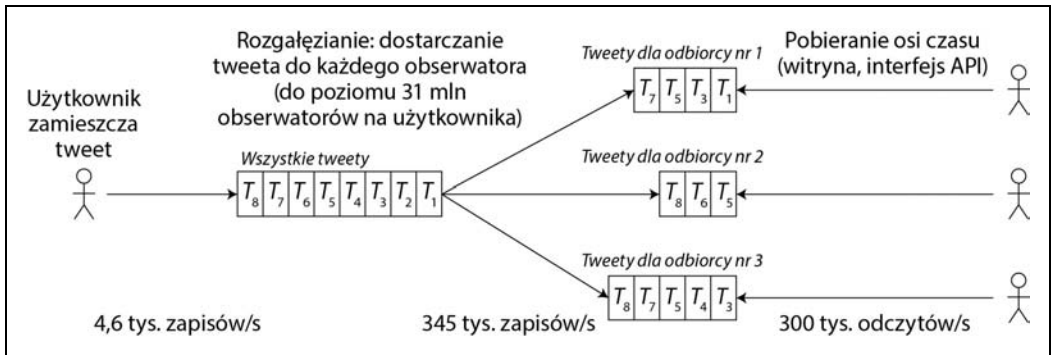 Użytkownik
zamieszcza
tweet
Rozgałęzianie: dostarczanie
tweeta do każdego obserwatora
(do poziomu 31 mln
obserwatorów na użytkownika)
Wszystkie tweety
T₈ T₇ T₆ T₅ T₄ T₃ T₂ T₁
Tweety dla odbiorcy nr 1
T₇ T₅ T₃ T₁
Tweety dla odbiorcy nr 2
T₈ T₆ T₅
Tweety dla odbiorcy nr 3
T₈ T₇ T₅ T₄ T₃
Pobieranie osi czasu
(witryna, interfejs API)
4,6 tys. zapisów/s
345 tys. zapisów/s
300 tys. odczytów/s